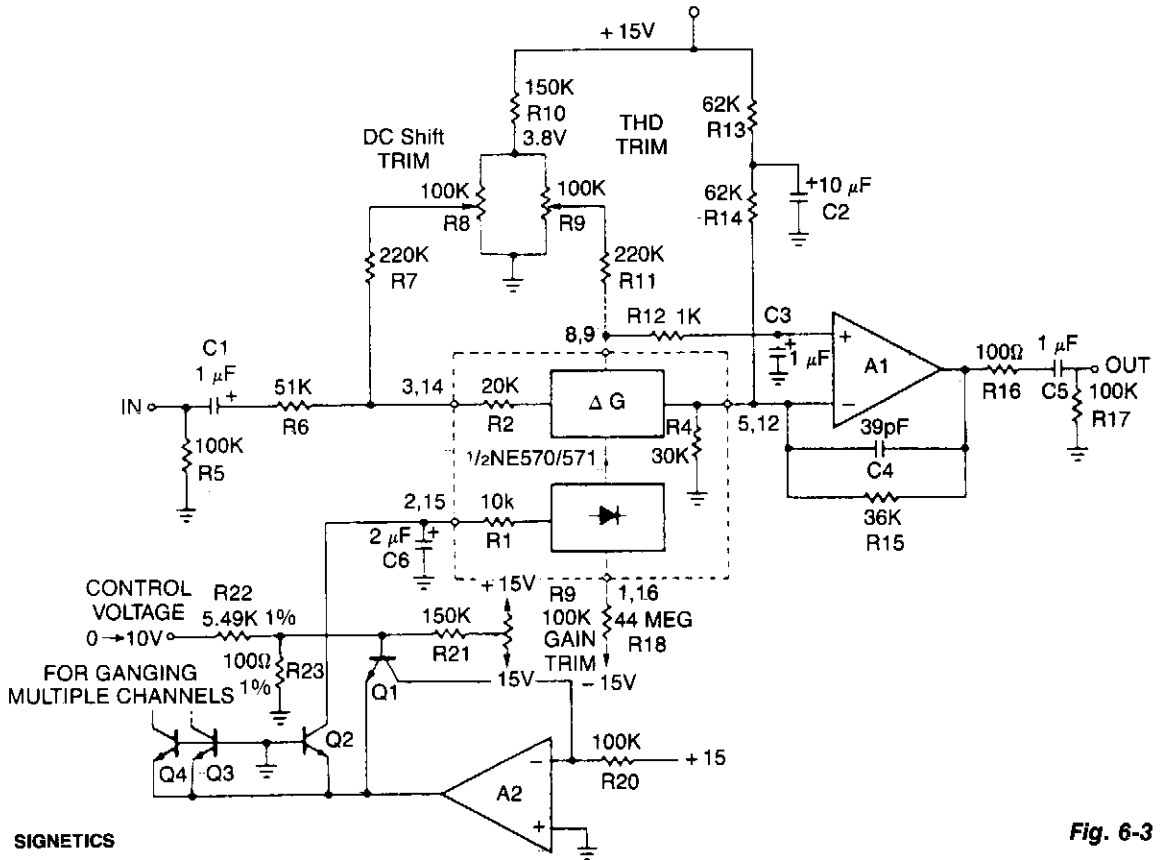 + 15V
150K
R10
3.8V
DC Shift
TRIM
THD
TRIM
62K
R13
62K
R14
+10 µF
C2
100K
R8
100K
R9
220K
R7
220K
R11
R12 1K
8,9
C3
+
1 µF
+
A1
−
100Ω
R16
1 µF
C5
OUT
100K
R17
C1
1 µF
+
51K
R6
IN
100K
R5
3,14
20K
R2
Δ G
R4
30K
5,12
39pF
C4
36K
R15
1/2NE570/571
2,15
10k
R1
2 µF
+
C6
+15V
R9
100K
GAIN
TRIM
15V
1,16
44 MEG
R18
− 15V
CONTROL
VOLTAGE
0→10V
R22
5.49K 1%
150K
R21
100Ω
1%
R23
FOR GANGING
MULTIPLE CHANNELS
Q1
Q2
Q4
Q3
A2
−
+
100K
R20
+ 15
SIGNETICS
Fig. 6-3